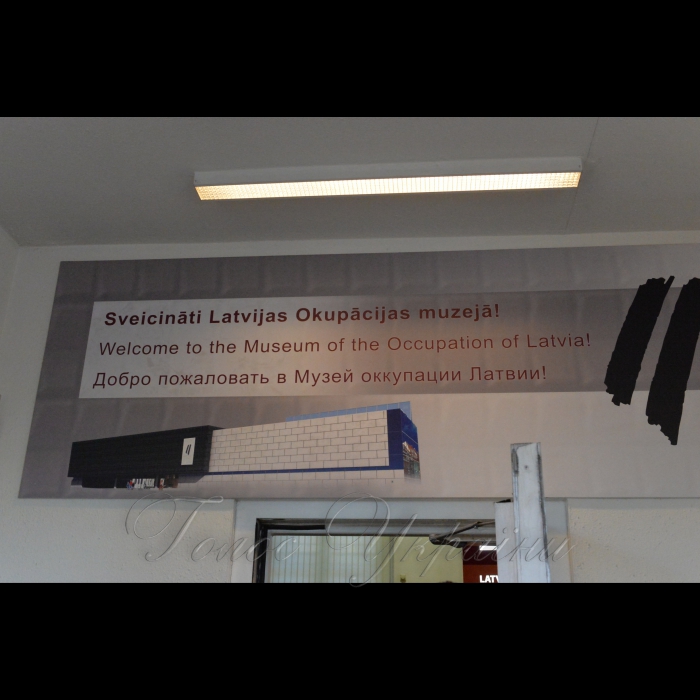 Sveicināti Latvijas Okupācijas muzejā!
Welcome to the Museum of the Occupation of Latvia!
Добро пожаловать в Музей оккупации Латвии!
Голос України
LATV